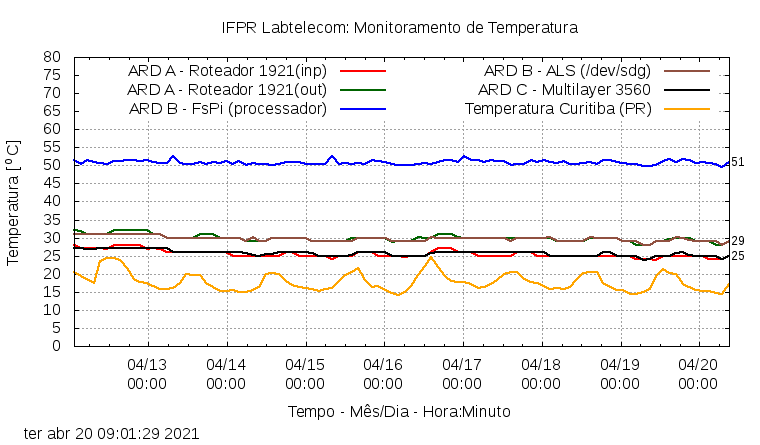 IFPR Labtelecom: Monitoramento de Temperatura
ARD A - Roteador 1921(inp)
ARD A - Roteador 1921(out)
ARD B - FsPi (processador)
ARD B - ALS (/dev/sdg)
ARD C - Multilayer 3560
Temperatura Curitiba (PR)
Temperatura [ºC]
80
75
70
65
60
55
50
45
40
35
30
25
20
15
10
5
0
51
29
25
04/13 04/14 04/15 04/16 04/17 04/18 04/19 04/20
00:00 00:00 00:00 00:00 00:00 00:00 00:00 00:00
Tempo - Mês/Dia - Hora:Minuto
ter abr 20 09:01:29 2021